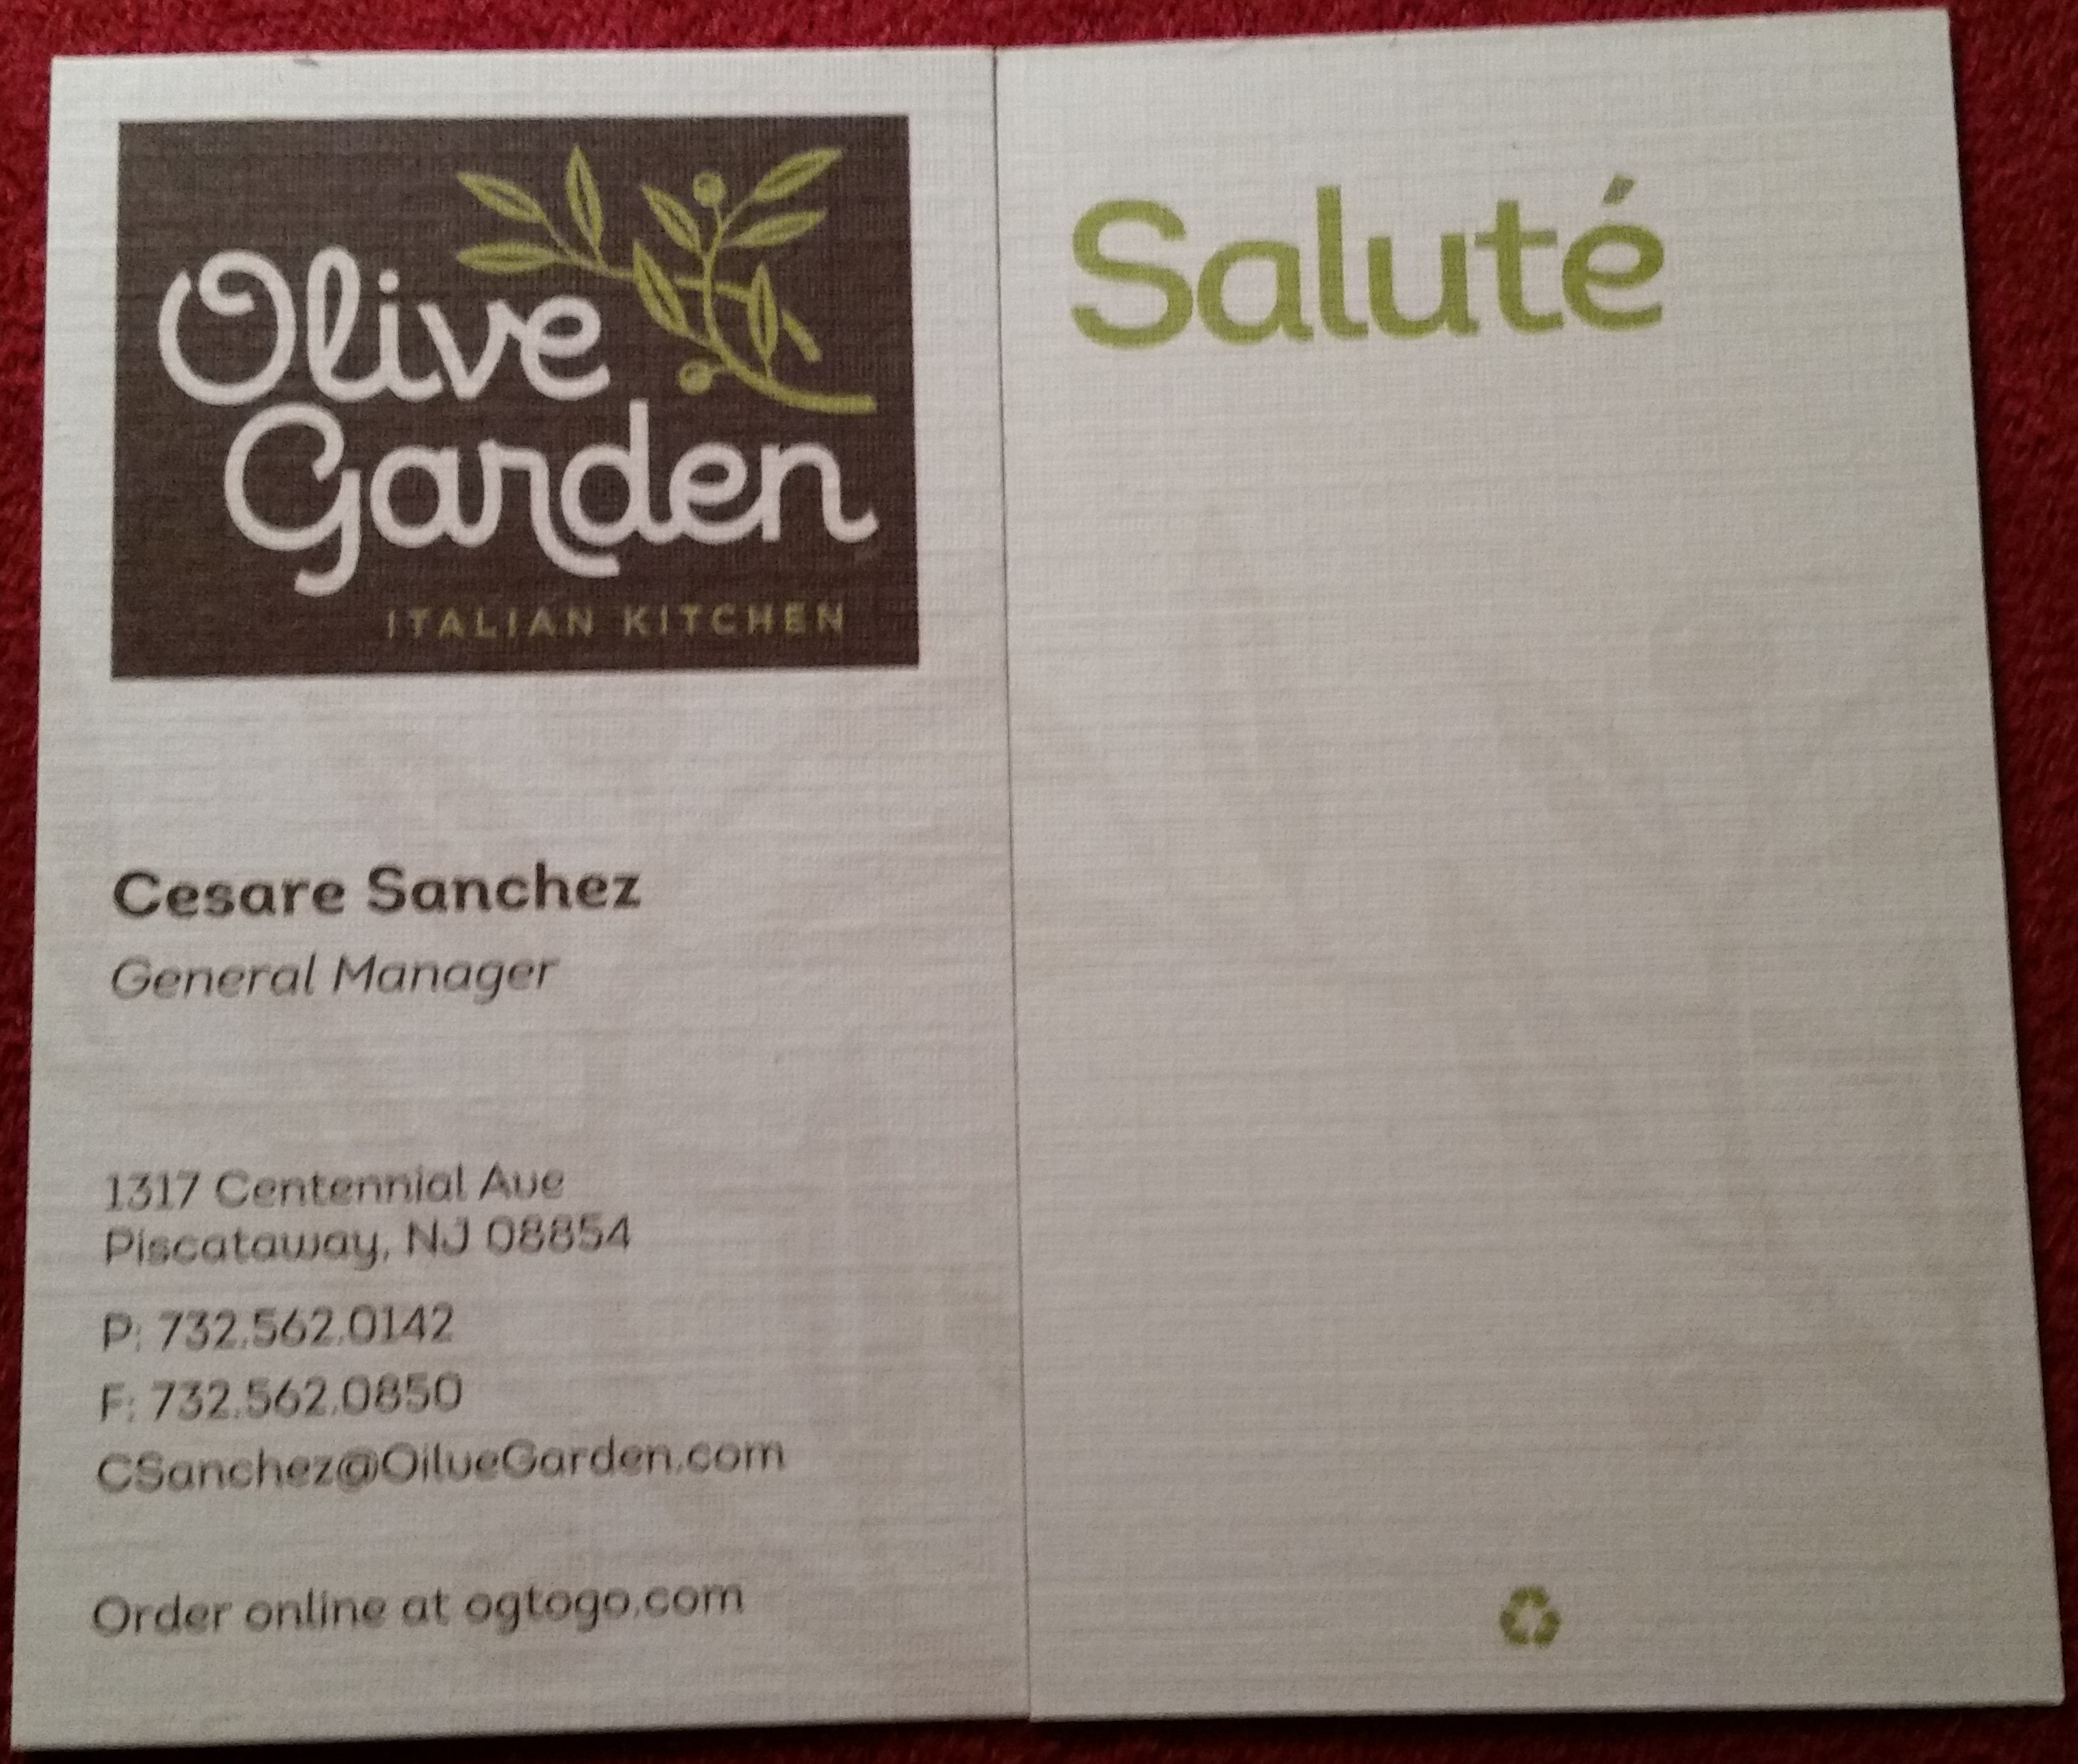 Olive
Garden
ITALIAN KITCHEN
Cesare Sanchez
General Manager
1317 Centennial Ave
Piscataway, NJ 08854
P: 732.562.0142
F: 732.562.0850
CSanchez@OilveGarden.com
Order online at ogtogo.com
Saluté